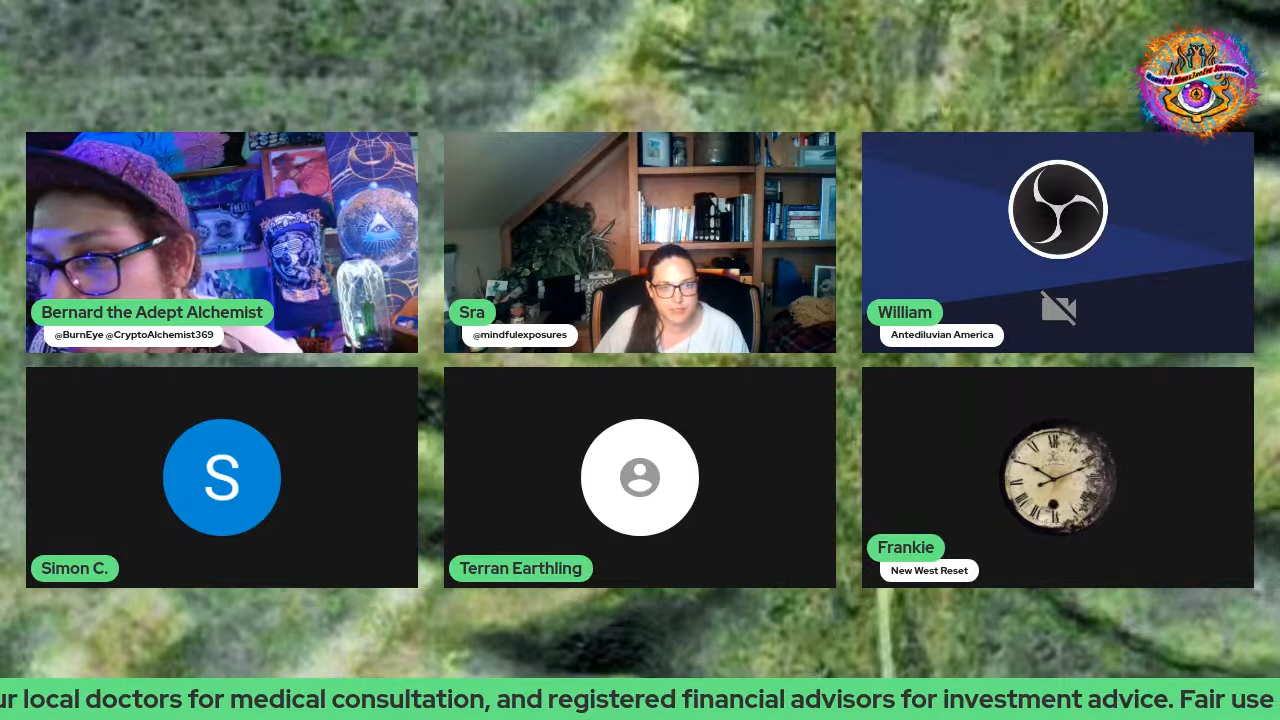 Bernard the Adept Alchemist
@BurnEye @CryptoAlchemist369
Sra
@mindfulexposures
William
Antediluvian America
S
Simon C.
Terran Earthling
Frankie
New West Reset
ur local doctors for medical consultation, and registered financial advisors for investment advice. Fair use